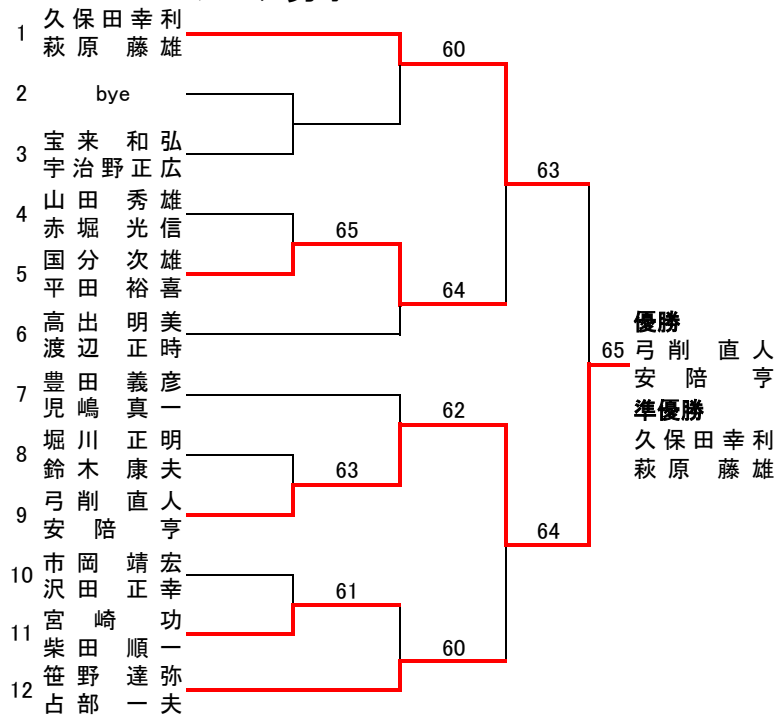 1 久保田幸利
萩原 藤雄
2 bye
3 宝来 和弘
宇治野正広
4 山田 秀雄
赤堀 光信
5 国分 次雄
平田 裕喜
6 高出 明美
渡辺 正時
7 豊田 義彦
児嶋 真一
8 堀川 正明
鈴木 康夫
9 弓削 直人
安陪 亨
10 市岡 靖宏
沢田 正幸
11 宮崎 功
柴田 順一
12 笹野 達弥
占部 一夫
65
63
61
60
64
62
60
63
64
65
優勝
弓削 直人
安陪 亨
準優勝
久保田幸利
萩原 藤雄